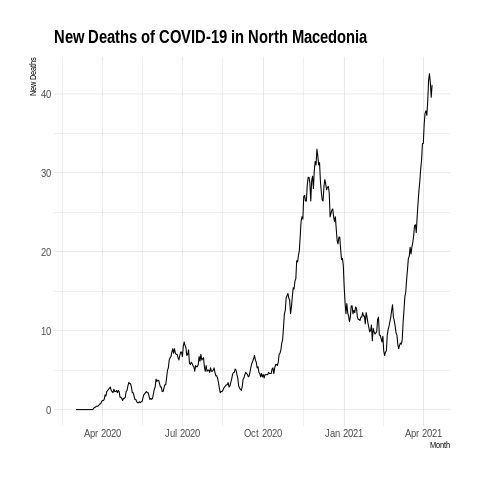 New Deaths of COVID-19 in North Macedonia
New Deaths
40
30
20
10
0
Apr 2020 Jul 2020 Oct 2020 Jan 2021 Apr 2021
Month